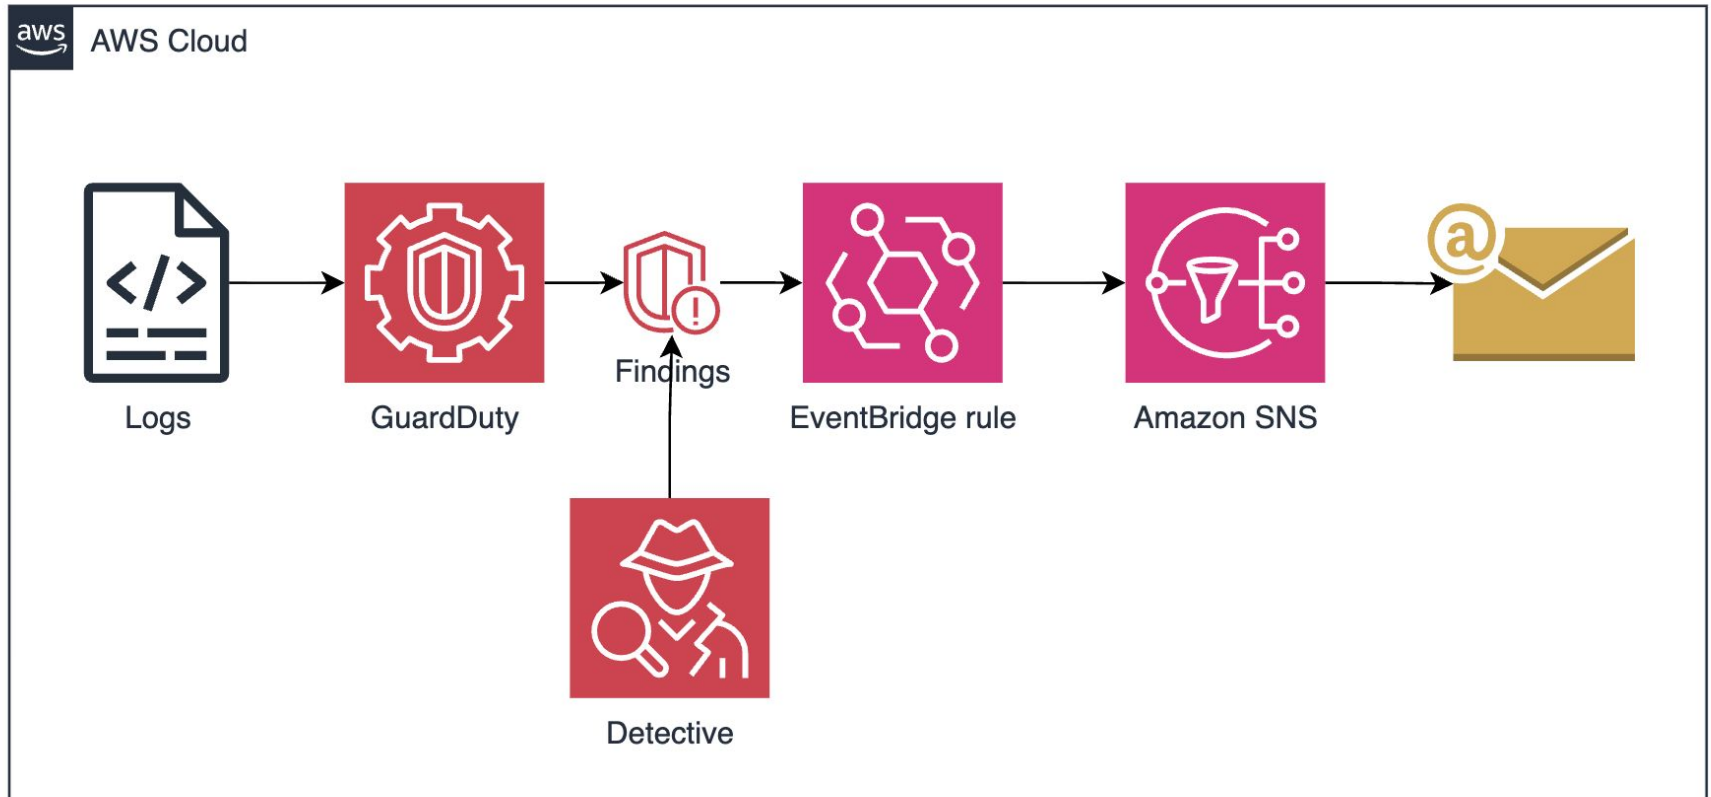 aws
AWS Cloud
</>
@
!
Findings
Logs
GuardDuty
EventBridge rule
Amazon SNS
Detective